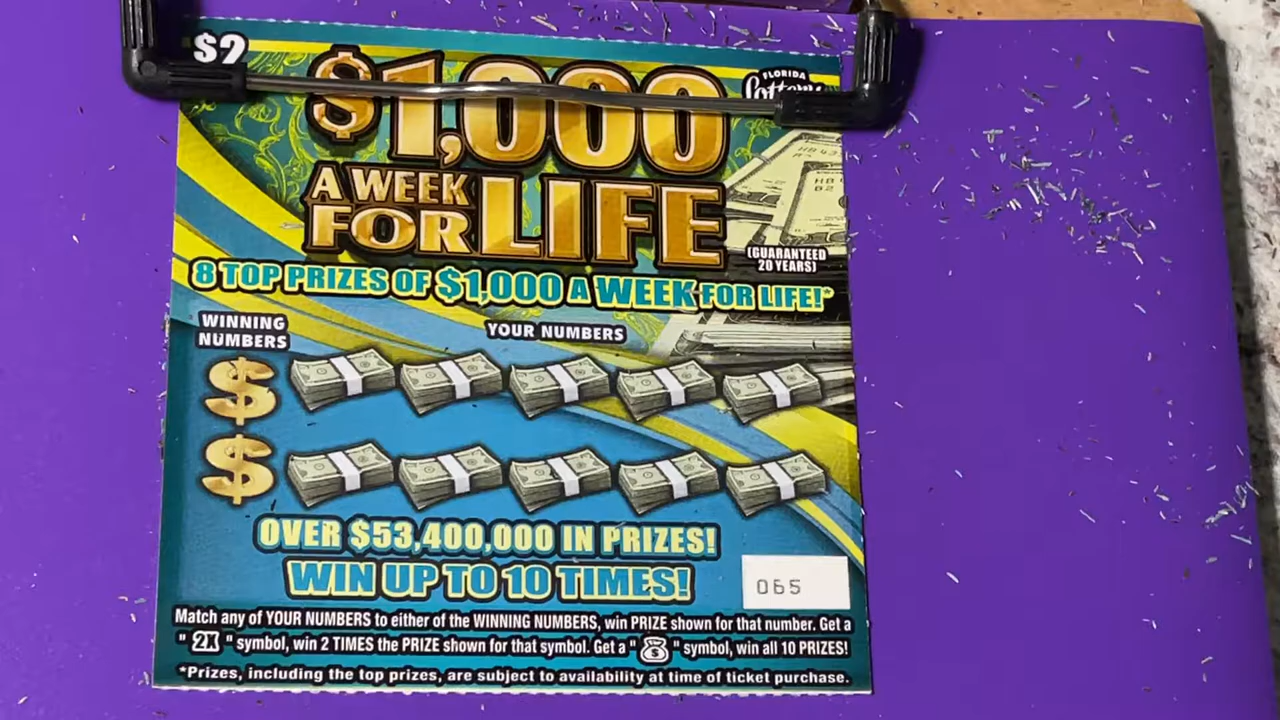 $2
FLORIDA
Lottery
$1,000
A WEEK
FOR LIFE
(GUARANTEED
20 YEARS)
8 TOP PRIZES OF $1,000 A WEEK FOR LIFE!*
WINNING
NUMBERS
YOUR NUMBERS
$
$
OVER $53,400,000 IN PRIZES!
WIN UP TO 10 TIMES!
065
Match any of YOUR NUMBERS to either of the WINNING NUMBERS, win PRIZE shown for that number. Get a
" 2X " symbol, win 2 TIMES the PRIZE shown for that symbol. Get a " $ " symbol, win all 10 PRIZES!
*Prizes, including the top prizes, are subject to availability at time of ticket purchase.